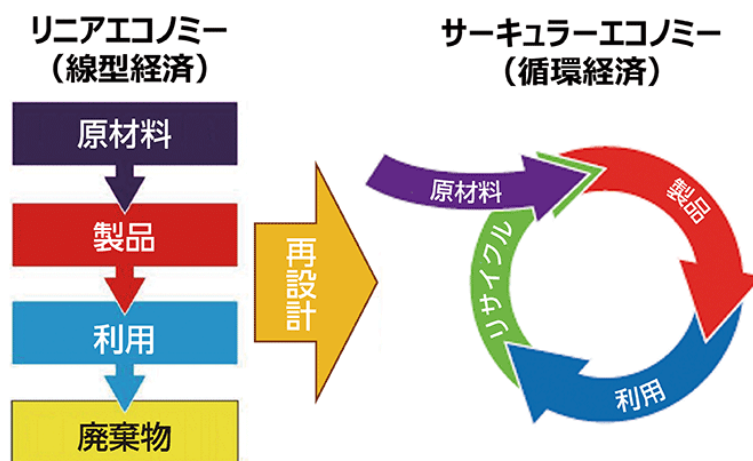 リニアエコノミー
（線型経済）
原材料
製品
利用
廃棄物
再設計
サーキュラーエコノミー
（循環経済）
原材料
製品
利用
リサイクル